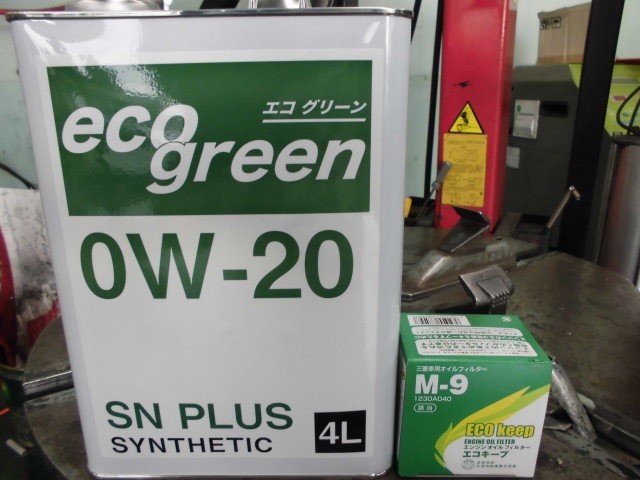 eco
エコ グリーン
green
0W-20
SN PLUS
SYNTHETIC
4L
三菱車用オイルフィルター
M-9
1230A040
ECO keep
ENGINE OIL FILTER
エンジンオイルフィルター
エコキープ